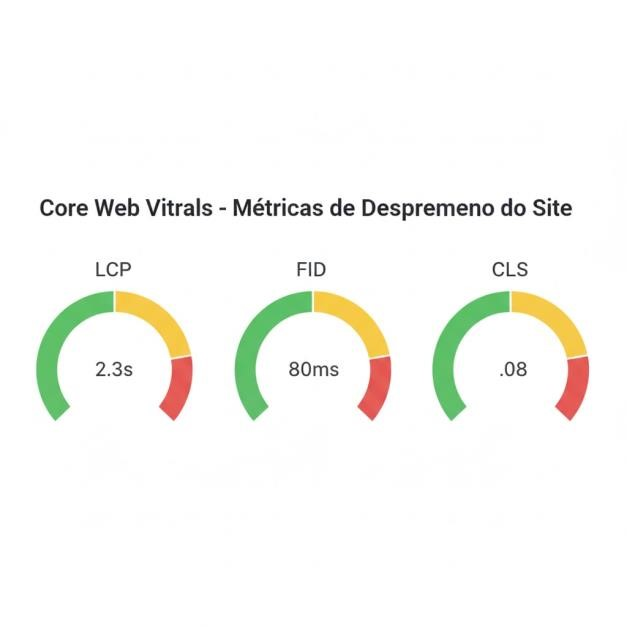 Core Web Vitrals - Métricas de Despremeno do Site
LCP
FID
CLS
2.3s
80ms
.08